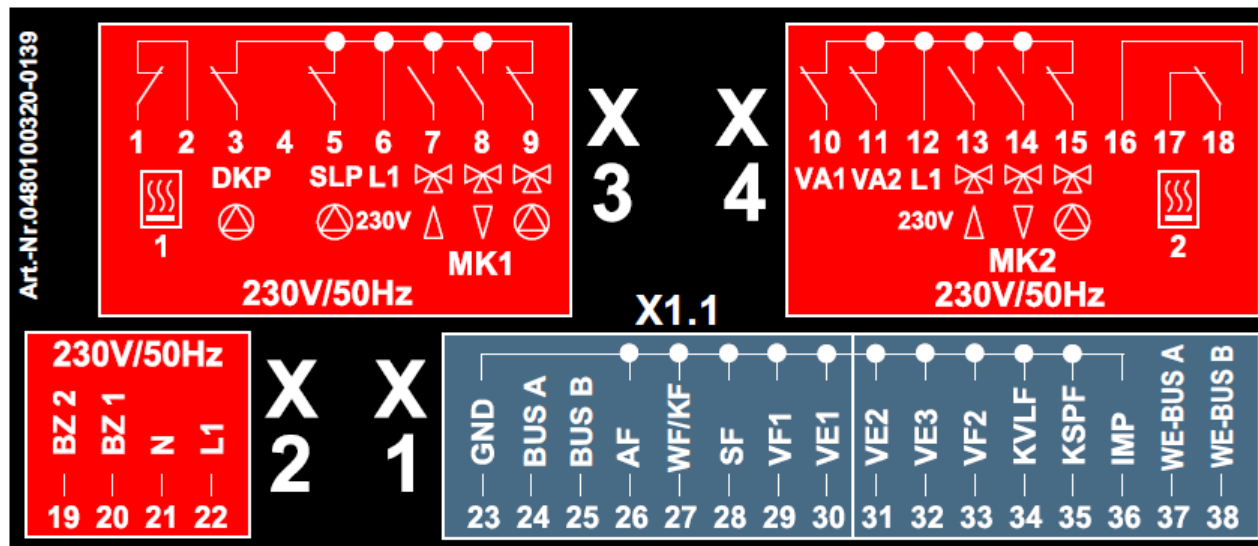 Art.-Nr.0480100320-0139
1 2 3 4 5 6 7 8 9
DKP SLP L1
230V
1
MK1
230V/50Hz
X
3
X
4
10 11 12 13 14 15 16 17 18
VA1 VA2 L1
230V
2
MK2
230V/50Hz
X1.1
230V/50Hz
BZ 2 BZ 1 N L1
19 20 21 22
X
2
X
1
GND BUS A BUS B AF WF/KF SF VF1 VE1 VE2 VE3 VF2 KVLF KSPF IMP WE-BUS A WE-BUS B
23 24 25 26 27 28 29 30 31 32 33 34 35 36 37 38